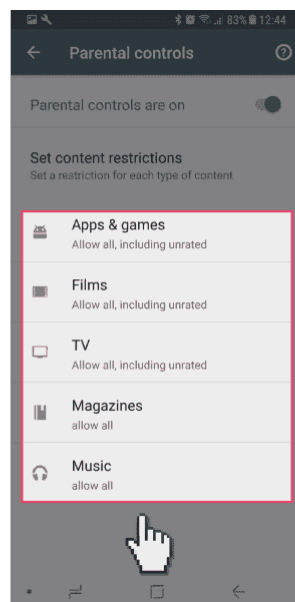 83% 12:44
Parental controls
Parental controls are on
Set content restrictions
Set a restriction for each type of content
Apps & games
Allow all, including unrated
Films
Allow all, including unrated
TV
Allow all, including unrated
Magazines
allow all
Music
allow all